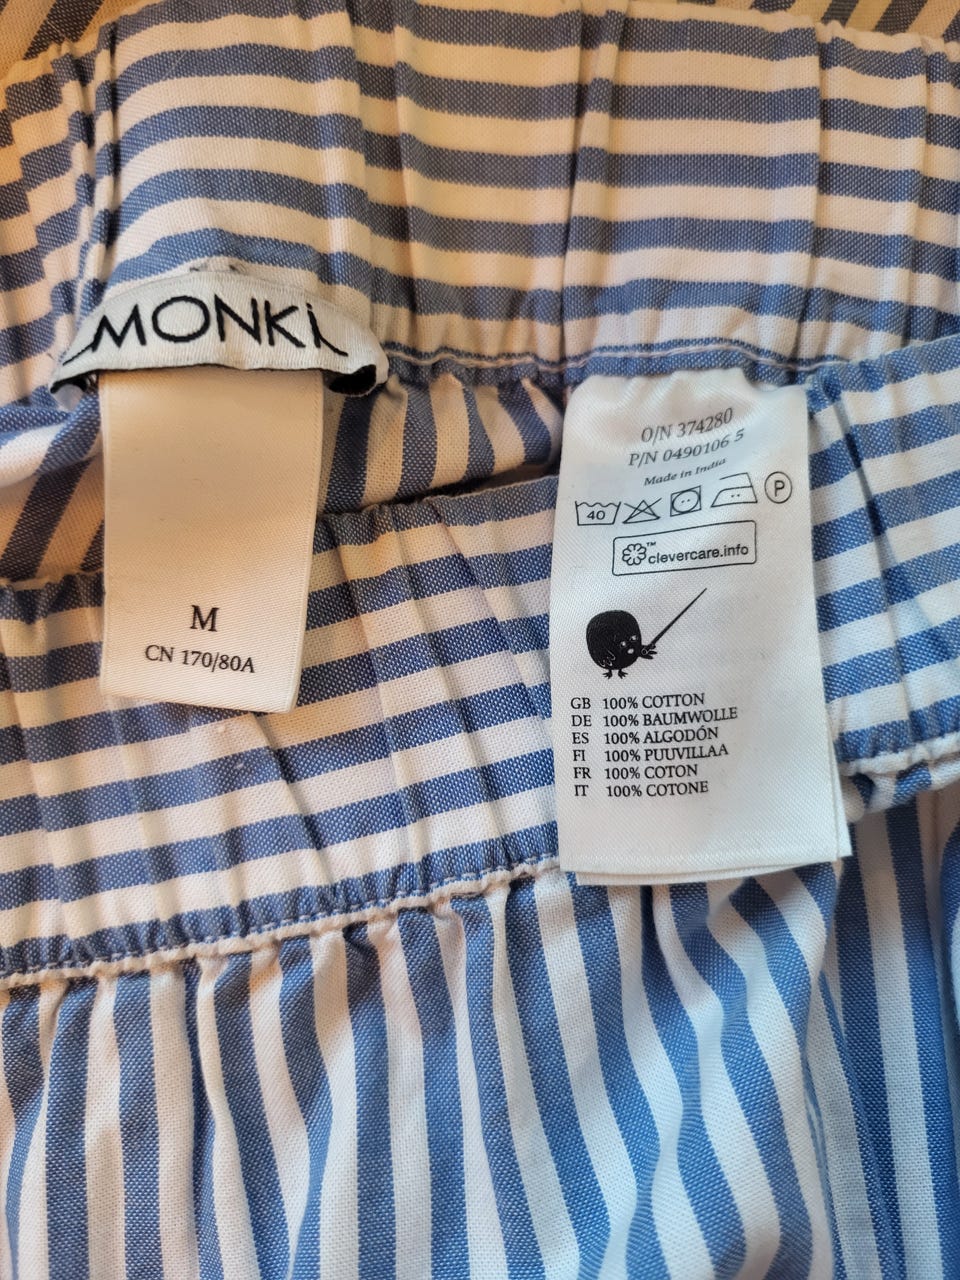 MONKi
M
CN 170/80A
O/N 374280
P/N 0490106 5
Made in India
40
P
™
clevercare.info
GB 100% COTTON
DE 100% BAUMWOLLE
ES 100% ALGODÓN
FI 100% PUUVILLAA
FR 100% COTON
IT 100% COTONE